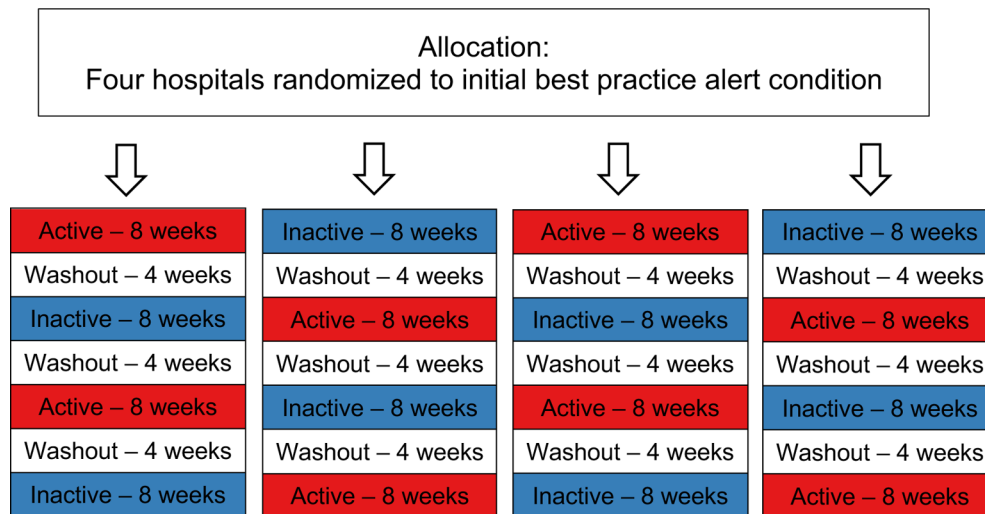 Allocation:
Four hospitals randomized to initial best practice alert condition
Active – 8 weeks
Washout – 4 weeks
Inactive – 8 weeks
Washout – 4 weeks
Active – 8 weeks
Washout – 4 weeks
Inactive – 8 weeks
Inactive – 8 weeks
Washout – 4 weeks
Active – 8 weeks
Washout – 4 weeks
Inactive – 8 weeks
Washout – 4 weeks
Active – 8 weeks
Active – 8 weeks
Washout – 4 weeks
Inactive – 8 weeks
Washout – 4 weeks
Active – 8 weeks
Washout – 4 weeks
Inactive – 8 weeks
Inactive – 8 weeks
Washout – 4 weeks
Active – 8 weeks
Washout – 4 weeks
Inactive – 8 weeks
Washout – 4 weeks
Active – 8 weeks